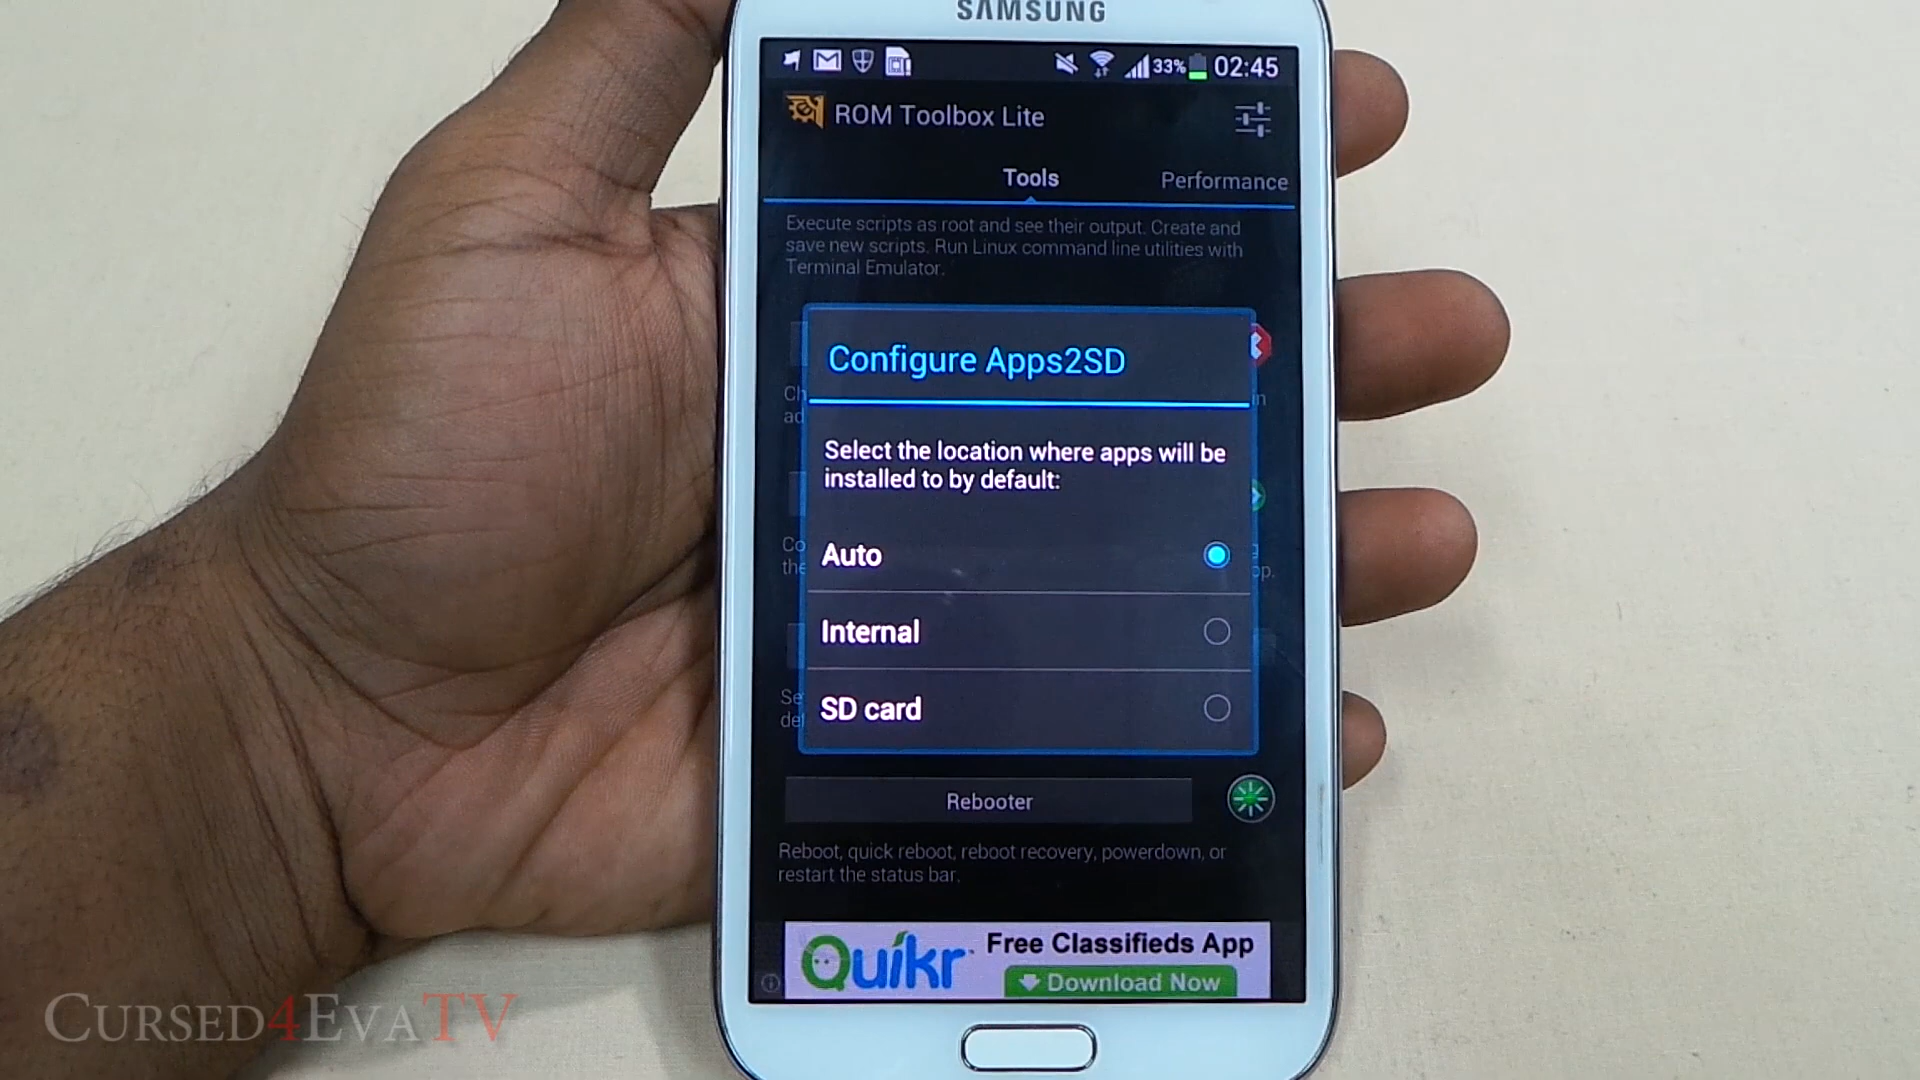 SAMSUNG
33% 02:45
ROM Toolbox Lite
Tools Performance
Execute scripts as root and see their output. Create and
save new scripts. Run Linux command line utilities with
Terminal Emulator.
Configure Apps2SD
Select the location where apps will be
installed to by default:
Auto
Internal
SD card
Rebooter
Reboot, quick reboot, reboot recovery, powerdown, or
restart the status bar.
Quikr Free Classifieds App
Download Now
CURSED4EVATV